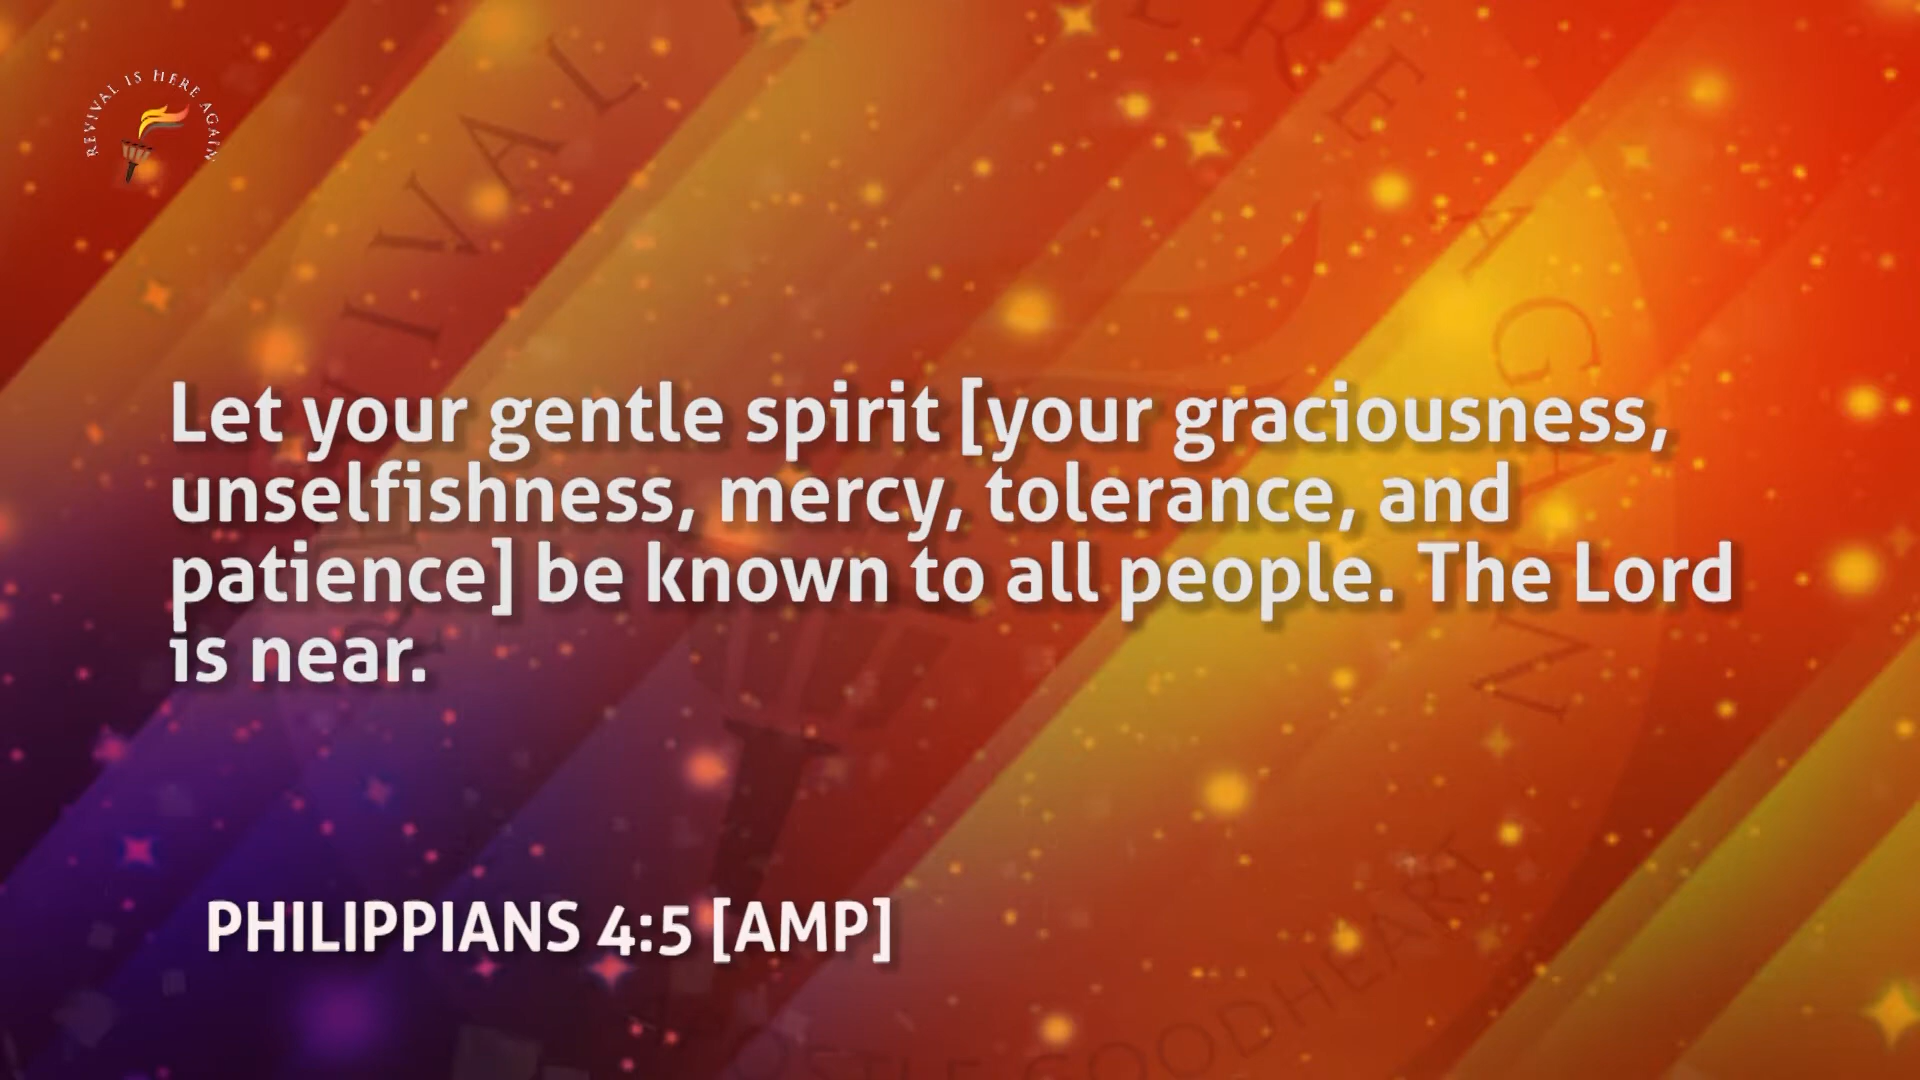 REVIVAL IS HERE AGAIN
Let your gentle spirit [your graciousness,
unselfishness, mercy, tolerance, and
patience] be known to all people. The Lord
is near.
PHILIPPIANS 4:5 [AMP]
GOODHEART